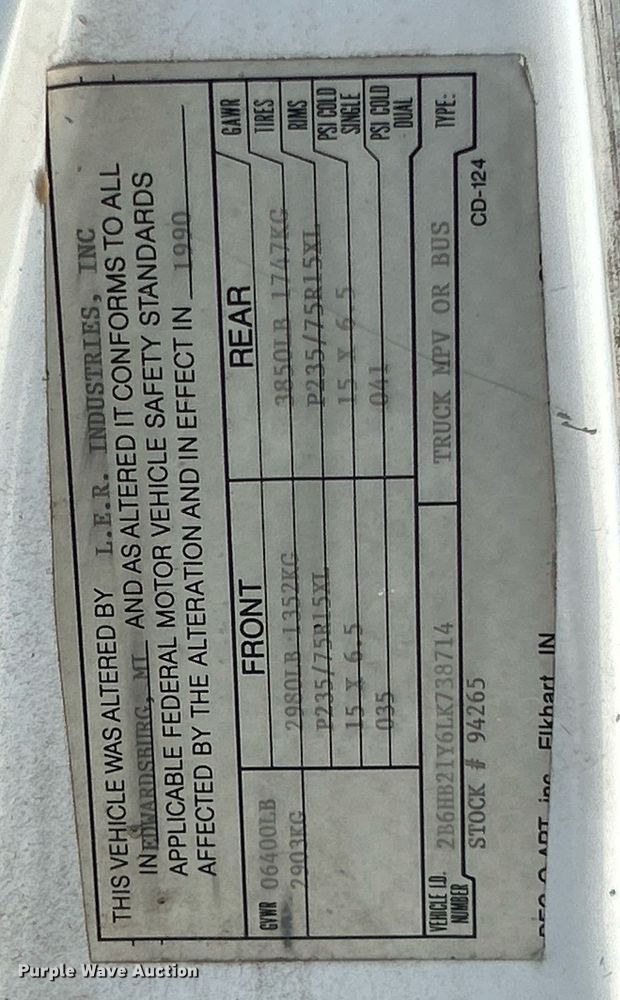 THIS VEHICLE WAS ALTERED BY L.E.R. INDUSTRIES, INC
IN EDWARDSBURG, MI AND AS ALTERED IT CONFORMS TO ALL
APPLICABLE FEDERAL MOTOR VEHICLE SAFETY STANDARDS
AFFECTED BY THE ALTERATION AND IN EFFECT IN 1990
FRONT REAR
GVWR 06400LB 2980LB 1352KG 3850LB 1747KG GAWR
2903KG P235/75R15XL P235/75R15XL TIRES
15 X 6.5 15 X 6.5 RIMS
035 041 PSI COLD SINGLE
PSI COLD DUAL
VEHICLE I.D. NUMBER 2B6HB21Y6LK738714 TRUCK MPV OR BUS TYPE:
STOCK # 94265 CD-124
inc Elkhart, IN
Purple Wave Auction